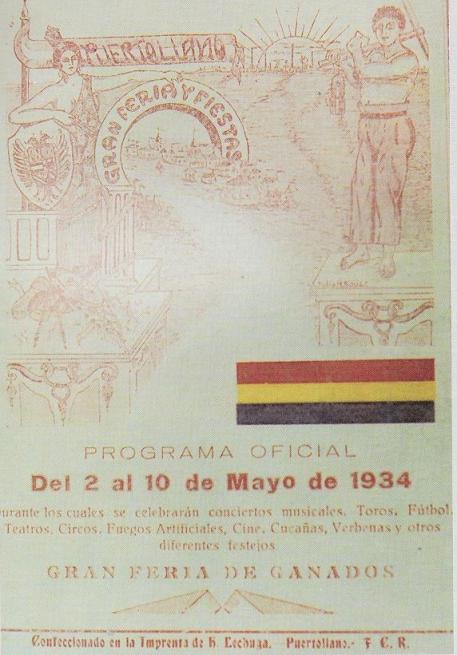 PUERTOLLANO
GRAN FERIA Y FIESTAS
PROGRAMA OFICIAL
Del 2 al 10 de Mayo de 1934
urante los cuales se celebrarán conciertos musicales, Toros, Fútbol,
Teatros, Circos, Fuegos Artificiales, Cine, Cucañas, Verbenas y otros
diferentes festejos
GRAN FERIA DE GANADOS
Confeccionado en la Imprenta de H. Lechuga.- Puertollano.- F. C. R.